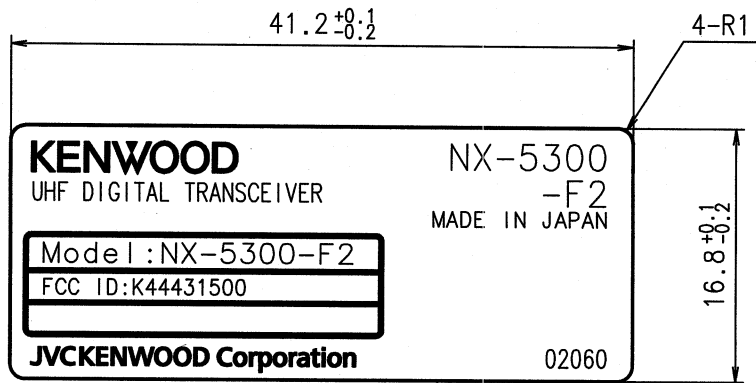 41.2 +0.1 -0.2
4-R1
KENWOOD
UHF DIGITAL TRANSCEIVER
NX-5300
-F2
MADE IN JAPAN
16.8 +0.1 -0.2
Model:NX-5300-F2
FCC ID:K44431500
JVCKENWOOD Corporation
02060